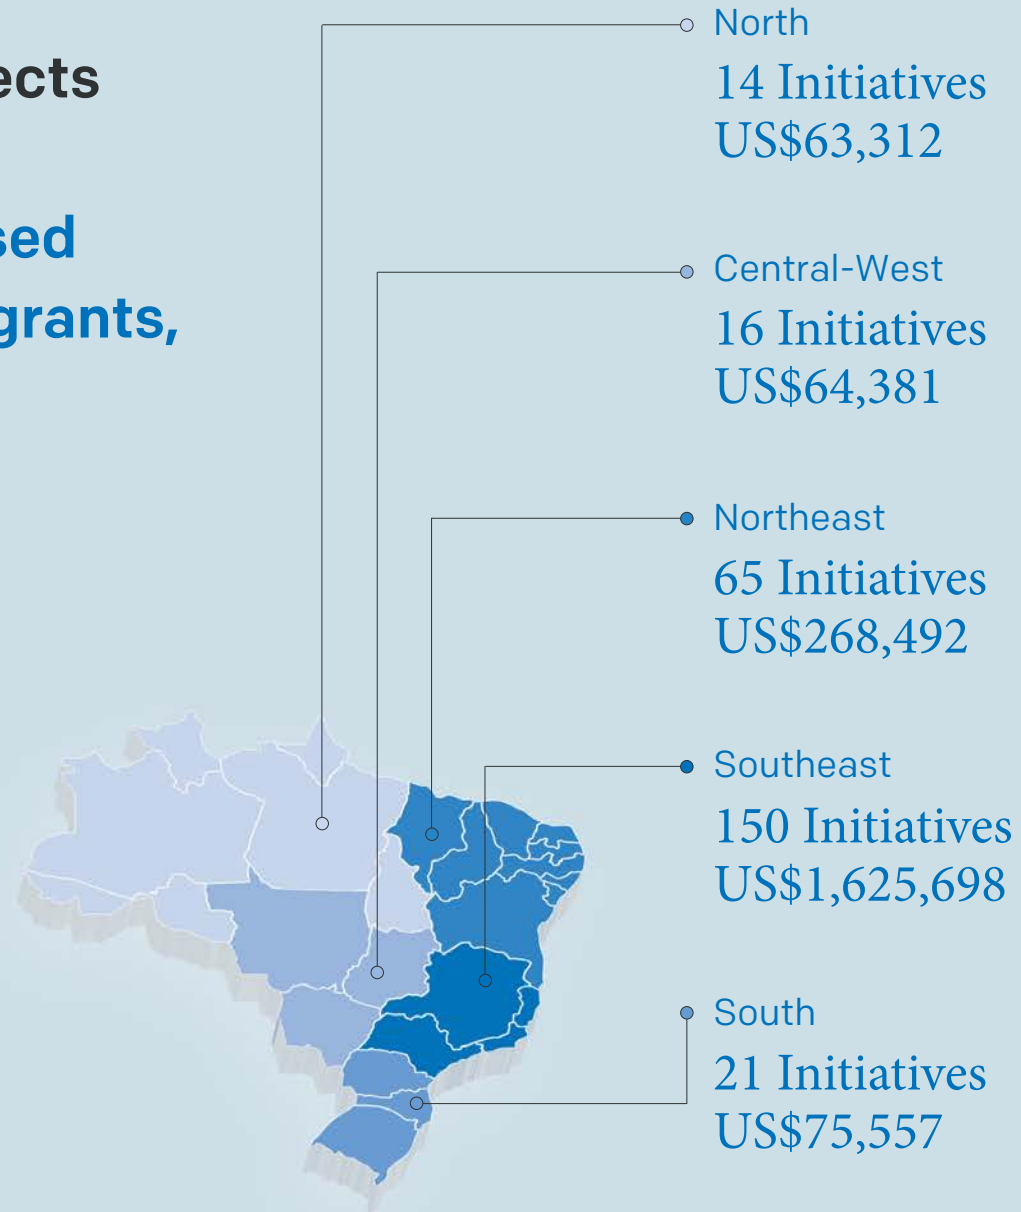 ects
sed
grants,
North
14 Initiatives
US$63,312
Central-West
16 Initiatives
US$64,381
Northeast
65 Initiatives
US$268,492
Southeast
150 Initiatives
US$1,625,698
South
21 Initiatives
US$75,557